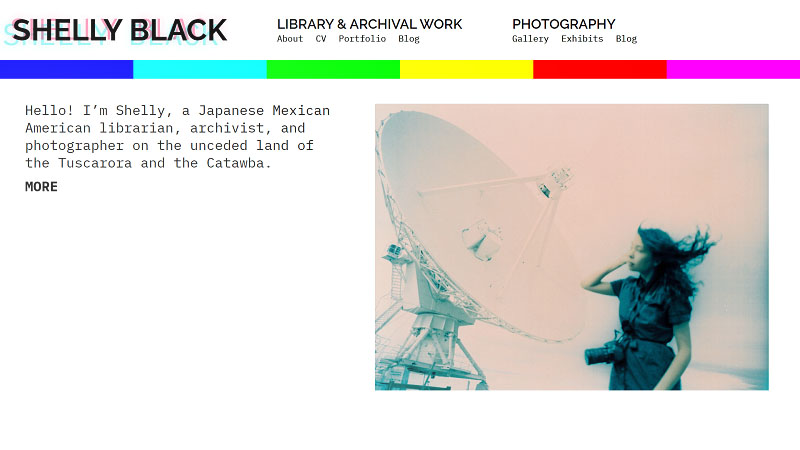 SHELLY BLACK
LIBRARY & ARCHIVAL WORK
About CV Portfolio Blog
PHOTOGRAPHY
Gallery Exhibits Blog
Hello! I’m Shelly, a Japanese Mexican
American librarian, archivist, and
photographer on the unceded land of
the Tuscarora and the Catawba.
MORE